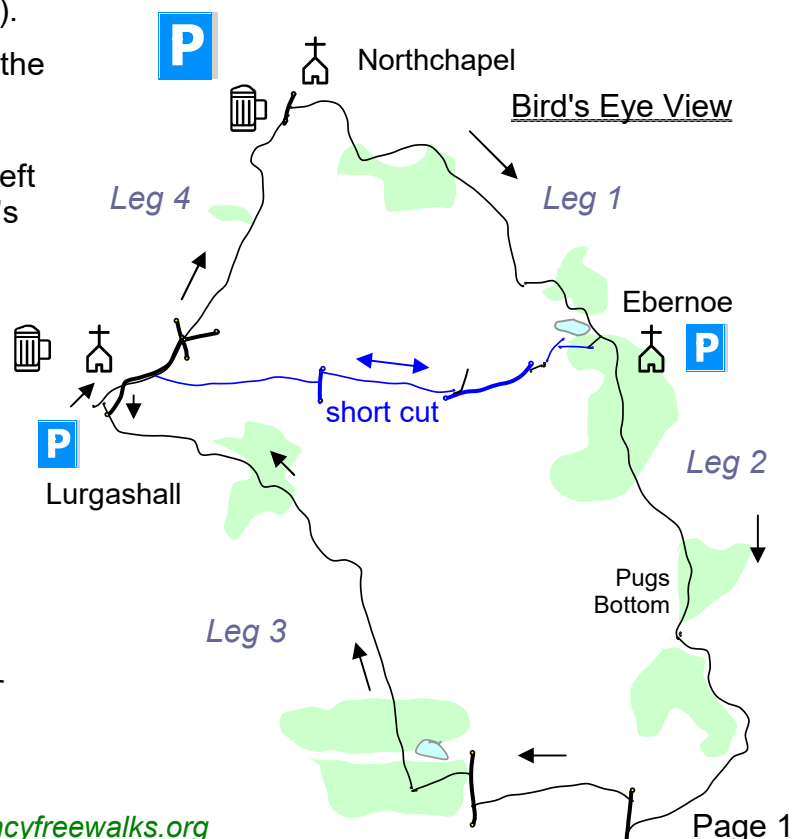 ).
P
the
Northchapel
Bird's Eye View
eft
's
Leg 4
Leg 1
Ebernoe
P
short cut
P
Lurgashall
Leg 2
Pugs
Bottom
Leg 3
cyfreewalks.org
Page 1